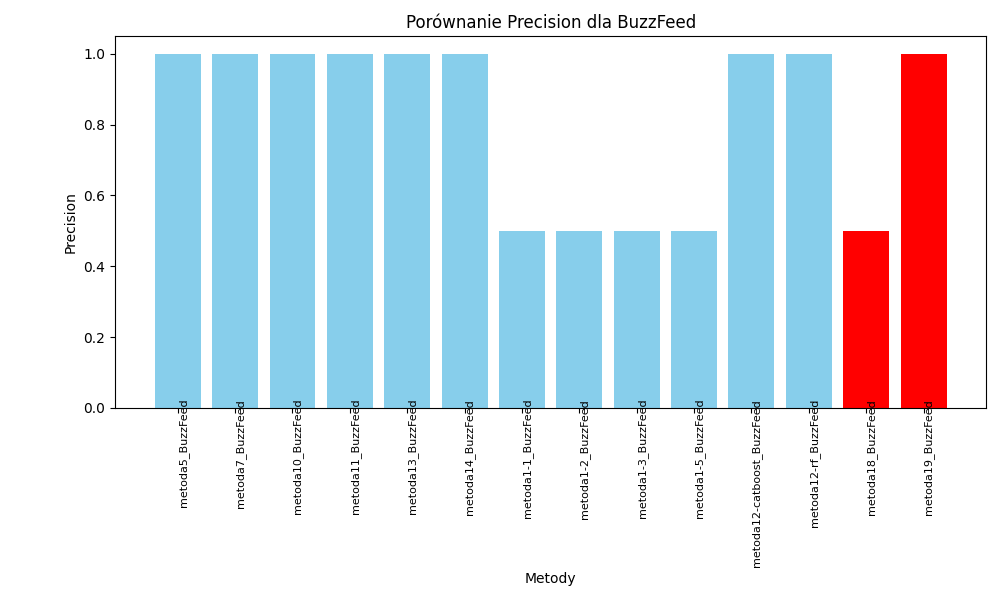 Porównanie Precision dla BuzzFeed
Precision
1.0
0.8
0.6
0.4
0.2
0.0
metoda5_BuzzFeed
metoda7_BuzzFeed
metoda10_BuzzFeed
metoda11_BuzzFeed
metoda13_BuzzFeed
metoda14_BuzzFeed
metoda1-1_BuzzFeed
metoda1-2_BuzzFeed
metoda1-3_BuzzFeed
metoda1-5_BuzzFeed
metoda12-catboost_BuzzFeed
metoda12-rf_BuzzFeed
metoda18_BuzzFeed
metoda19_BuzzFeed
Metody